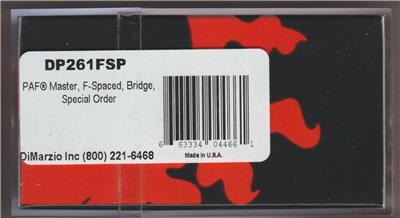 DP261FSP
PAF® Master, F-Spaced, Bridge,
Special Order
6 63334 04466 1
DiMarzio Inc (800) 221-6468
Made in U.S.A.